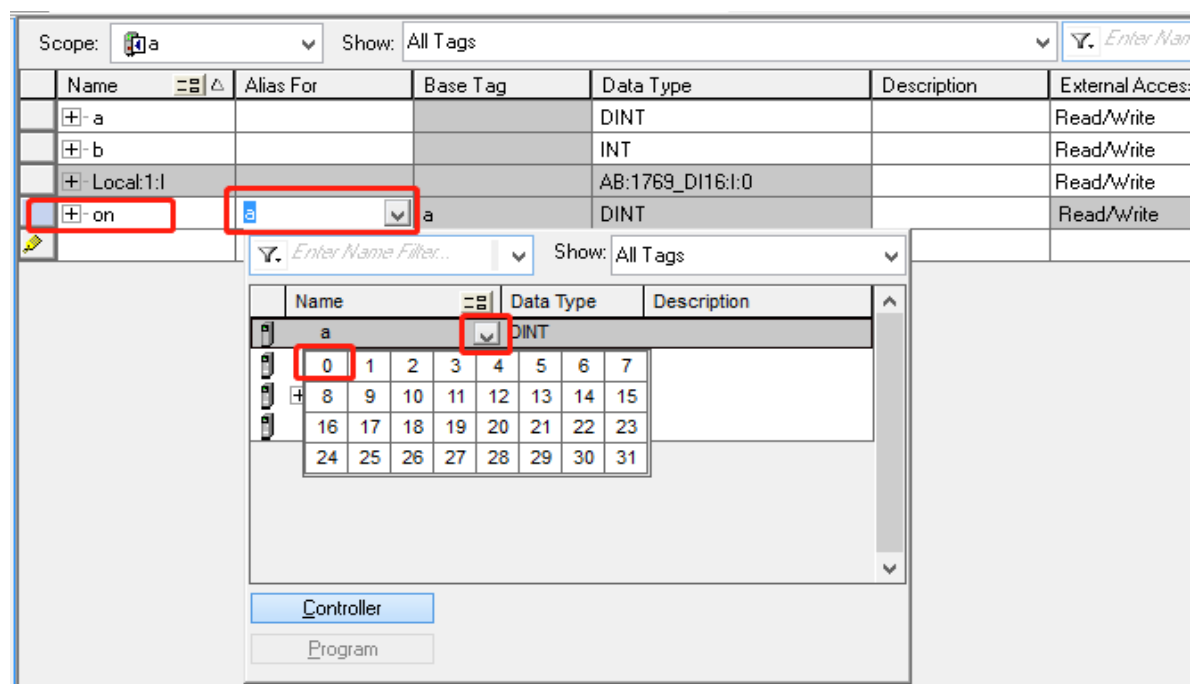 Scope: a Show: All Tags Enter Nam
Name Alias For Base Tag Data Type Description External Access
a DINT Read/Write
b INT Read/Write
Local:1:I AB:1769_DI16:I:0 Read/Write
on a a DINT Read/Write
Enter Name Filter... Show: All Tags
Name Data Type Description
a DINT
0 1 2 3 4 5 6 7
8 9 10 11 12 13 14 15
16 17 18 19 20 21 22 23
24 25 26 27 28 29 30 31
Controller
Program